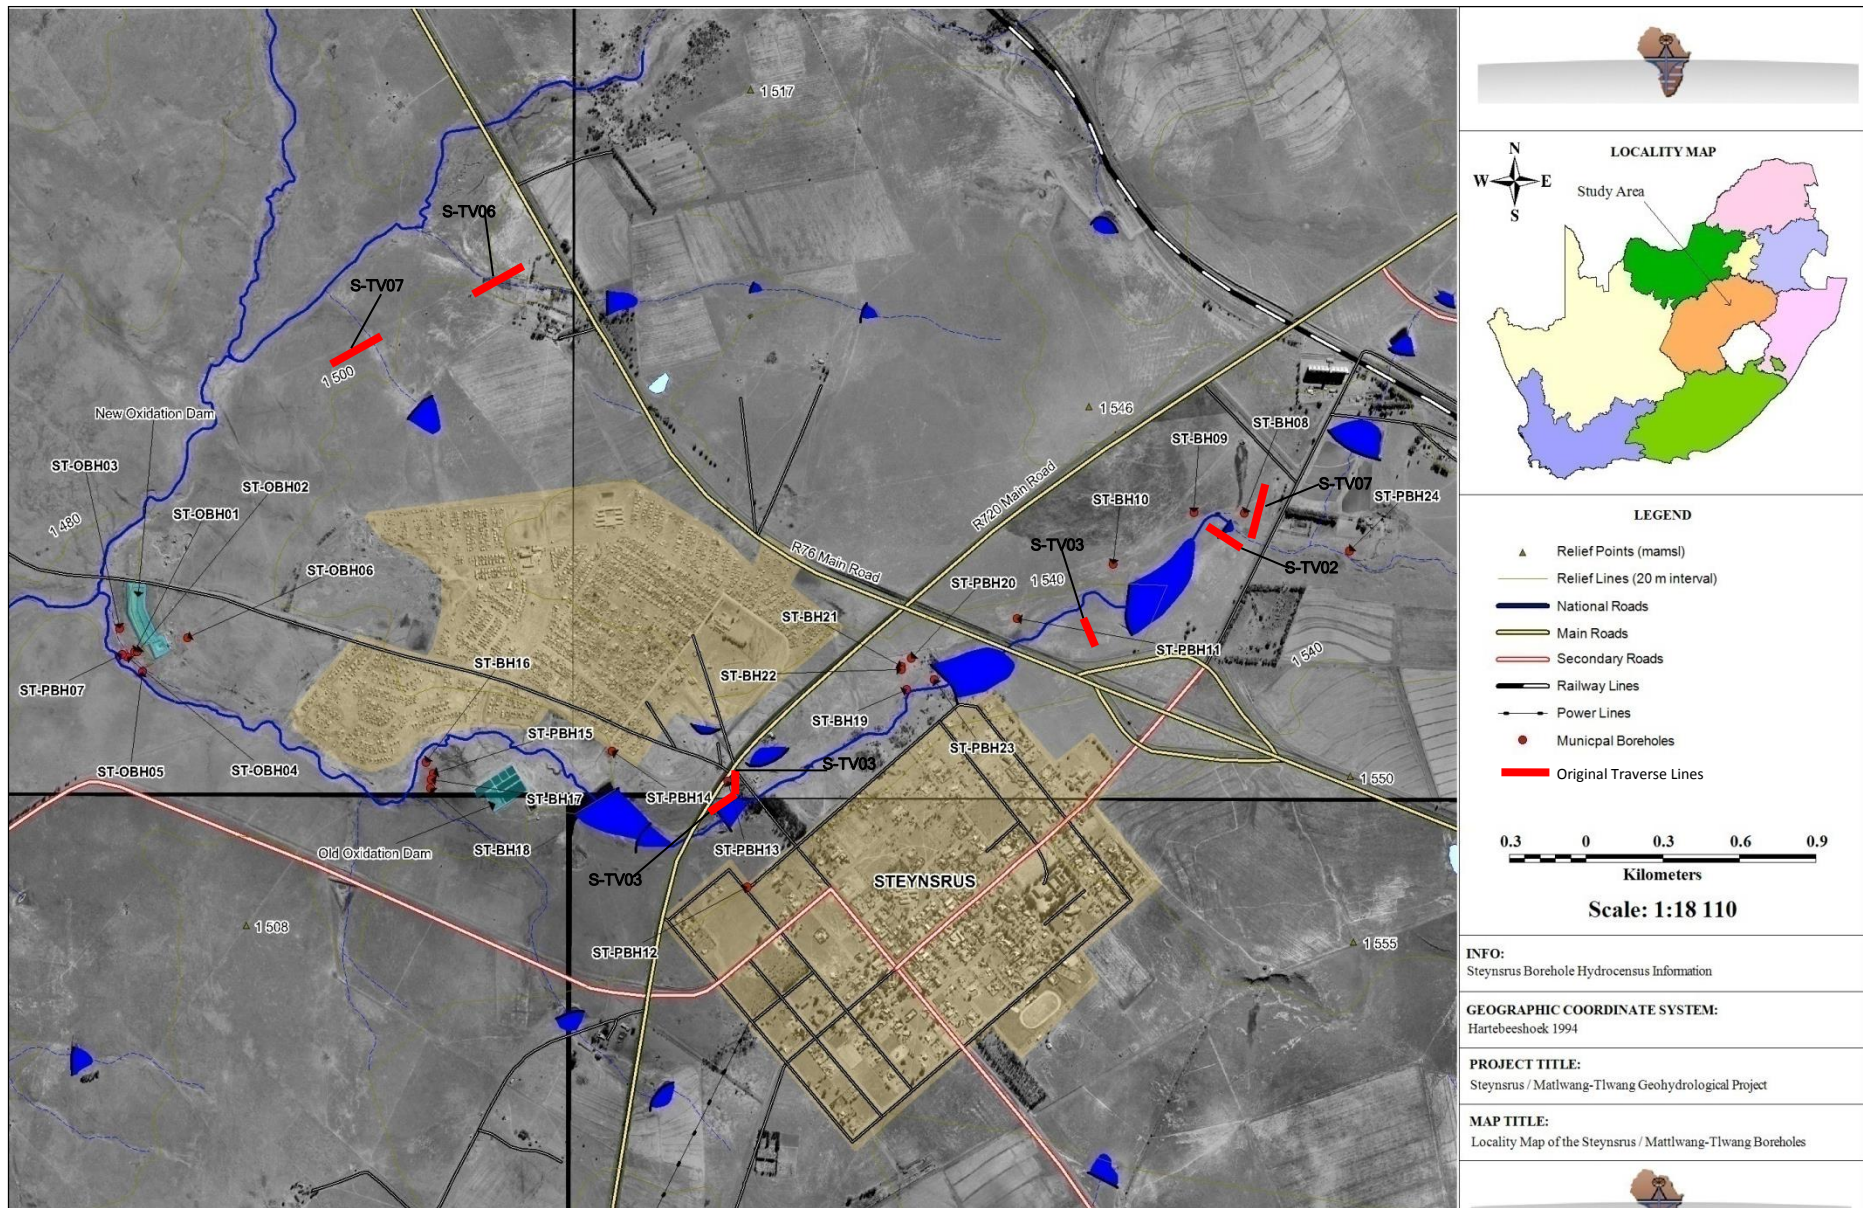 1 517
S-TV06
S-TV07
1 500
New Oxidation Dam
1 546
ST-OBH03
ST-OBH02
ST-OBH01
1 480
ST-OBH06
ST-PBH07
ST-OBH05
ST-OBH04
ST-BH16
ST-PBH15
R720 Main Road
R76 Main Road
ST-BH09
ST-BH08
ST-BH10
S-TV07
ST-PBH24
S-TV03
S-TV02
ST-PBH20
1 540
ST-BH21
ST-PBH11
1 540
ST-BH22
ST-BH19
ST-PBH23
S-TV03
1 550
ST-BH17
ST-PBH14
Old Oxidation Dam
ST-BH18
ST-PBH13
S-TV03
STEYNSRUS
1 508
ST-PBH12
1 555
LOCALITY MAP
N
W
E
S
Study Area
LEGEND
Relief Points (mamsl)
Relief Lines (20 m interval)
National Roads
Main Roads
Secondary Roads
Railway Lines
Power Lines
Municpal Boreholes
Original Traverse Lines
0.3 0 0.3 0.6 0.9
Kilometers
Scale: 1:18 110
INFO:
Steynsrus Borehole Hydrocensus Information
GEOGRAPHIC COORDINATE SYSTEM:
Hartebeeshoek 1994
PROJECT TITLE:
Steynsrus / Matlwang-Tlwang Geohydrological Project
MAP TITLE:
Locality Map of the Steynsrus / Mattlwang-Tlwang Boreholes